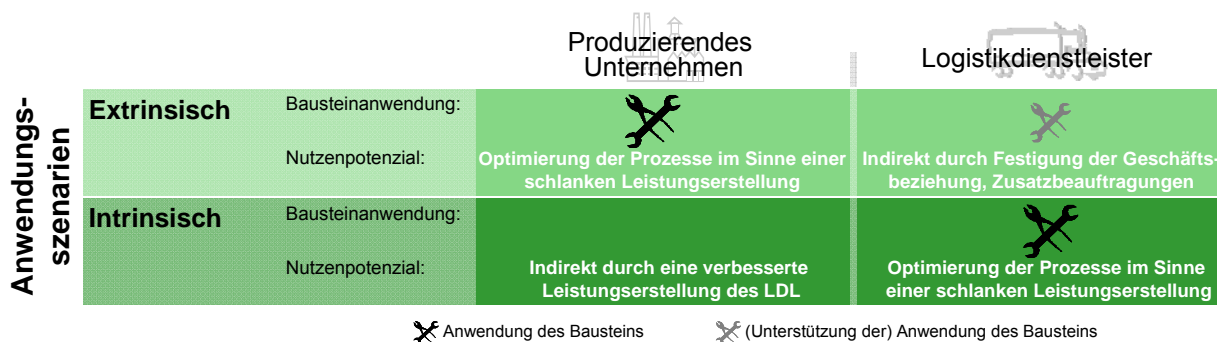 Produzierendes
Unternehmen
Logistikdienstleister
Anwendungs-
szenarien
Extrinsisch
Bausteinanwendung:
Nutzenpotenzial:
Optimierung der Prozesse im Sinne einer
schlanken Leistungserstellung
Indirekt durch Festigung der Geschäfts-
beziehung, Zusatzbeauftragungen
Intrinsisch
Bausteinanwendung:
Nutzenpotenzial:
Indirekt durch eine verbesserte
Leistungserstellung des LDL
Optimierung der Prozesse im Sinne
einer schlanken Leistungserstellung
Anwendung des Bausteins
(Unterstützung der) Anwendung des Bausteins